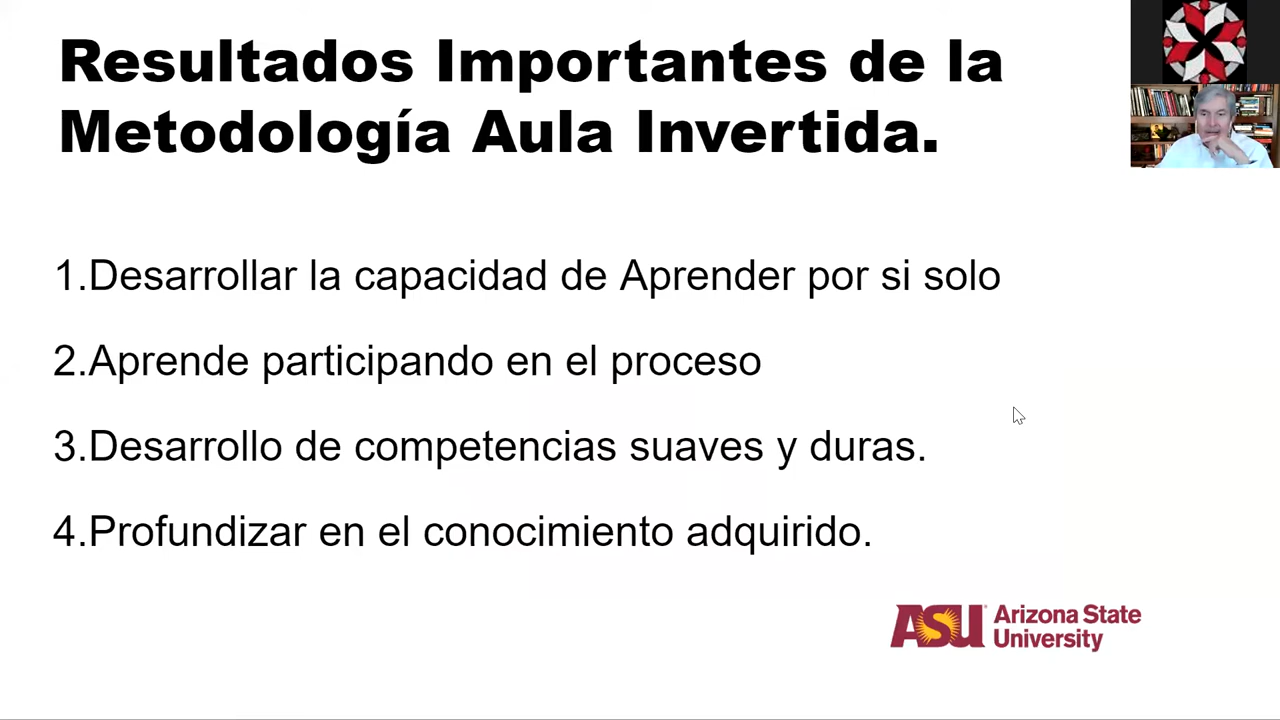 Resultados Importantes de la
Metodología Aula Invertida.
1.Desarrollar la capacidad de Aprender por si solo
2.Aprende participando en el proceso
3.Desarrollo de competencias suaves y duras.
4.Profundizar en el conocimiento adquirido.
ASU Arizona State
University